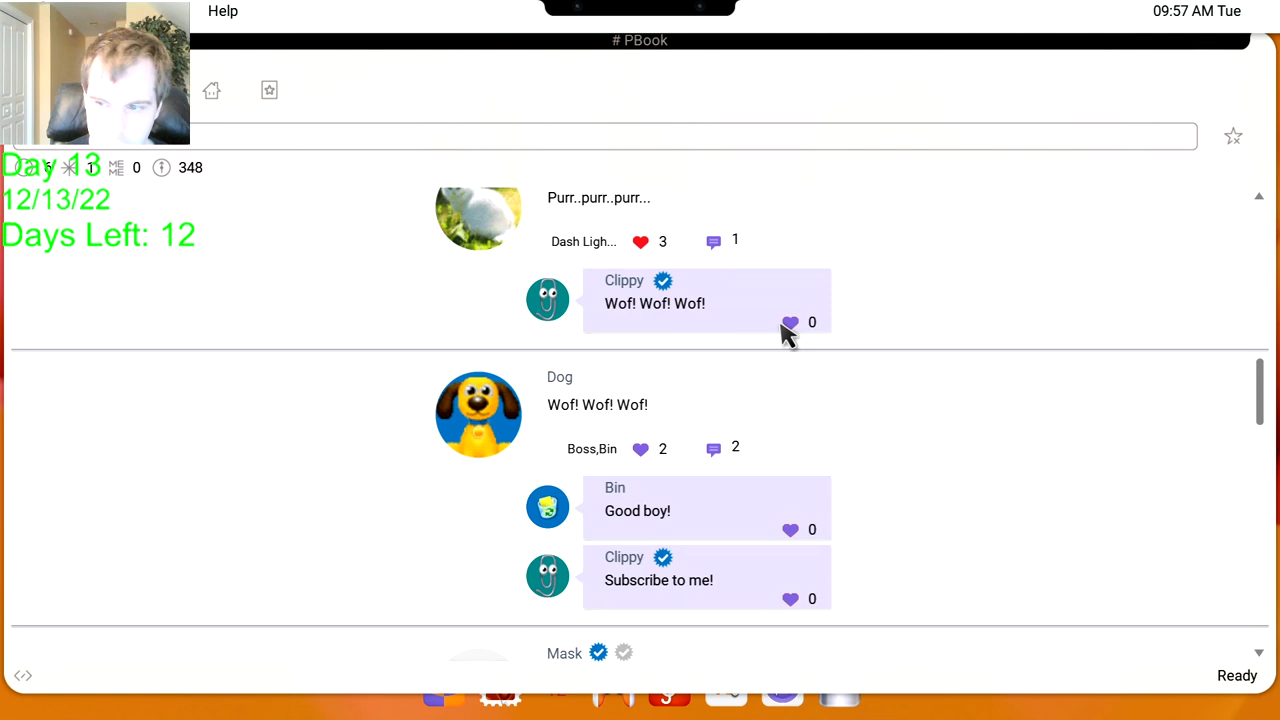 Help
09:57 AM Tue
# PBook
Day 13
1
0
348
12/13/22
Days Left: 12
Purr..purr..purr...
Dash Ligh... 3 1
Clippy
Wof! Wof! Wof!
0
Dog
Wof! Wof! Wof!
Boss,Bin 2 2
Bin
Good boy!
0
Clippy
Subscribe to me!
0
Mask
Ready